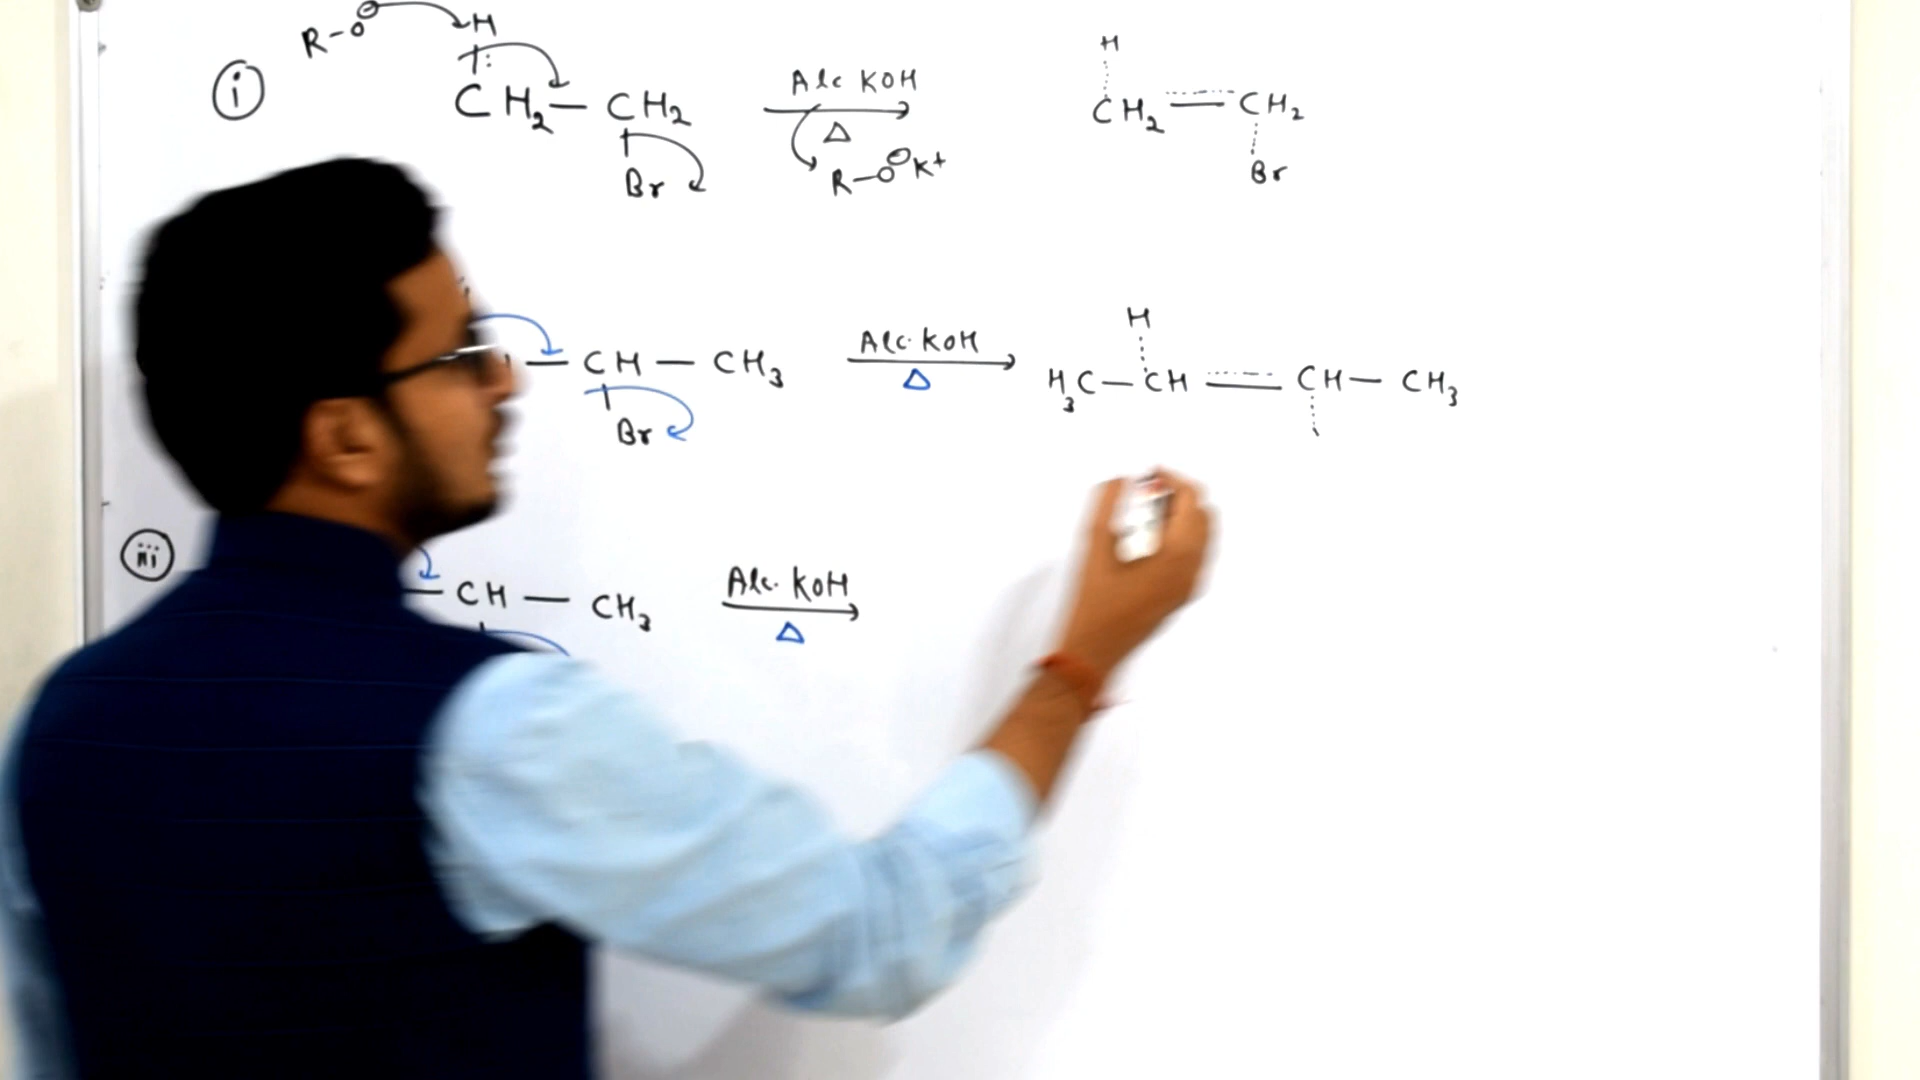 R-O⊖ H H
(i) CH₂—CH₂ Alc KOH CH₂=CH₂
Br Δ R-O⊖K+ Br
H
—CH—CH₃ Alc. KOH H₃C—CH=CH—CH₃
Br Δ
(iii) —CH—CH₃ Alc. KOH
Δ